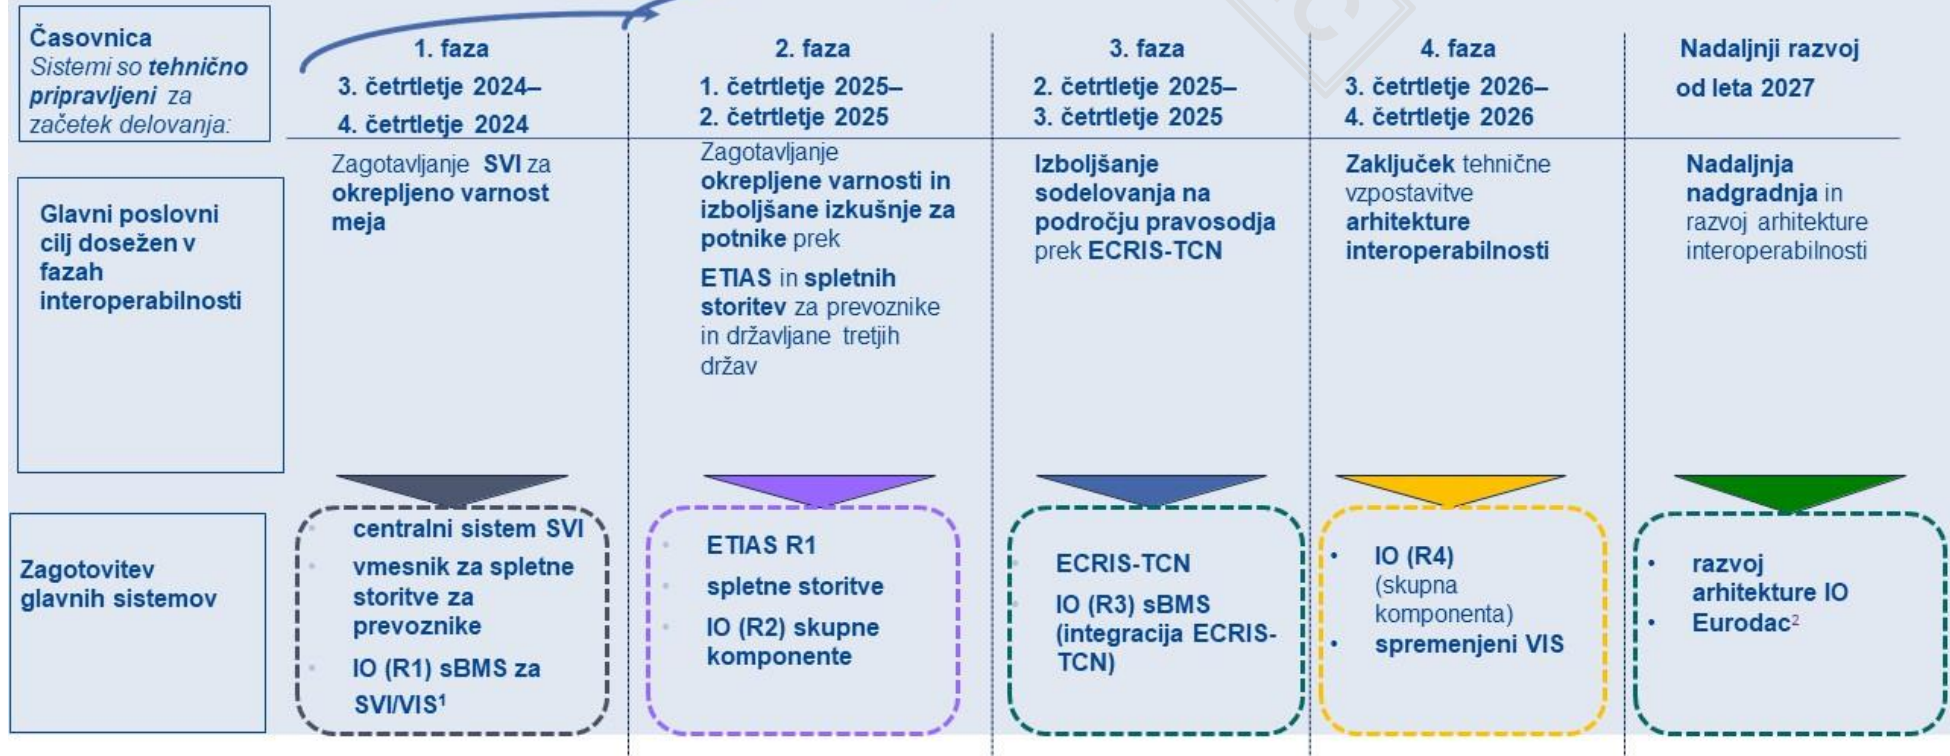 Časovnica
Sistemi so tehnično
pripravljeni za
začetek delovanja:
1. faza
3. četrtletje 2024–
4. četrtletje 2024
2. faza
1. četrtletje 2025–
2. četrtletje 2025
3. faza
2. četrtletje 2025–
3. četrtletje 2025
4. faza
3. četrtletje 2026–
4. četrtletje 2026
Nadaljnji razvoj
od leta 2027
Glavni poslovni
cilj dosežen v
fazah
interoperabilnosti
Zagotavljanje SVI za
okrepljeno varnost
meja
Zagotavljanje
okrepljene varnosti in
izboljšane izkušnje za
potnike prek
ETIAS in spletnih
storitev za prevoznike
in državljane tretjih
držav
Izboljšanje
sodelovanja na
področju pravosodja
prek ECRIS-TCN
Zaključek tehnične
vzpostavitve
arhitekture
interoperabilnosti
Nadaljnja
nadgradnja in
razvoj arhitekture
interoperabilnosti
Zagotovitev
glavnih sistemov
• centralni sistem SVI
• vmesnik za spletne
storitve za
prevoznike
• IO (R1) sBMS za
SVI/VIS¹
• ETIAS R1
• spletne storitve
• IO (R2) skupne
komponente
• ECRIS-TCN
• IO (R3) sBMS
(integracija ECRIS-
TCN)
• IO (R4)
(skupna
komponenta)
• spremenjeni VIS
• razvoj
arhitekture IO
• Eurodac²